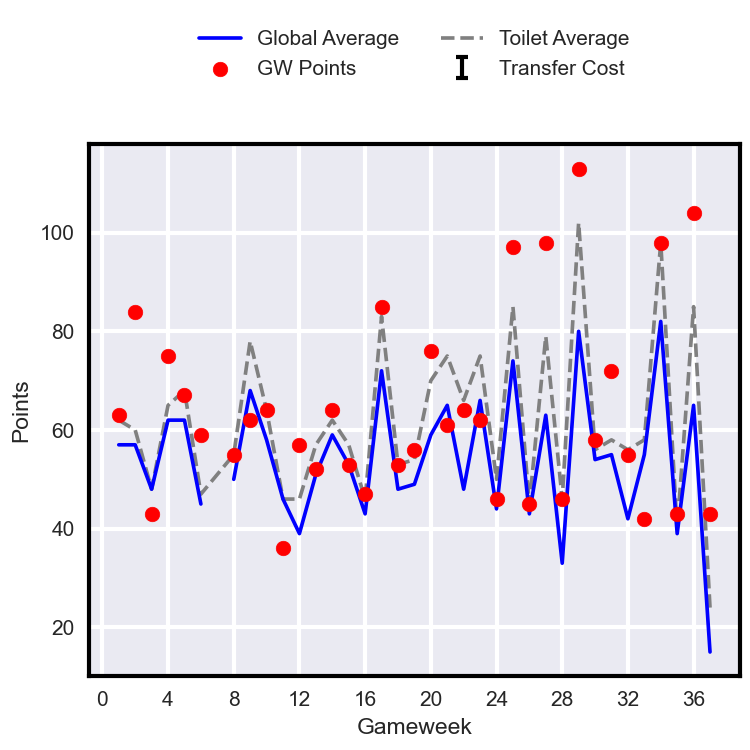 Global Average
Toilet Average
GW Points
Transfer Cost
100
80
60
40
20
Points
0 4 8 12 16 20 24 28 32 36
Gameweek